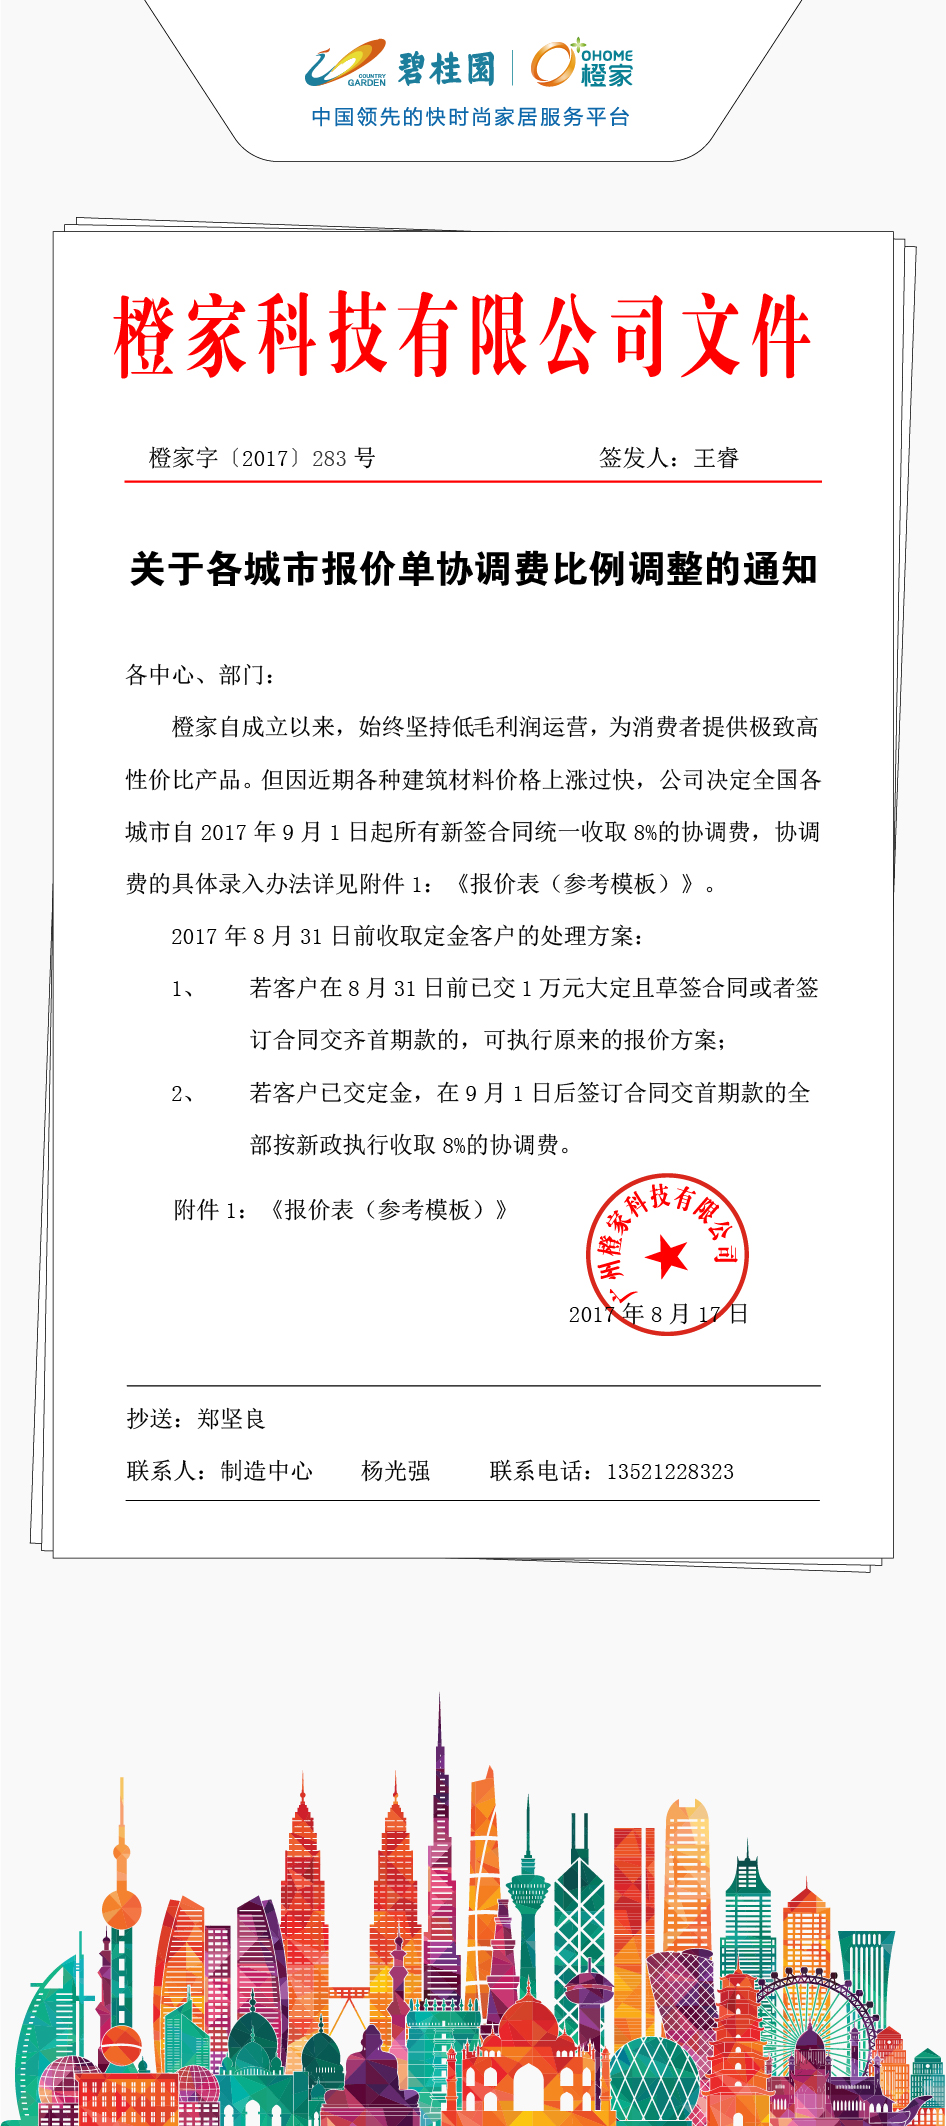 COUNTRY
GARDEN
碧桂園
OHOME
橙家
中国领先的快时尚家居服务平台
橙家科技有限公司文件
橙家字〔2017〕283 号 签发人：王睿
关于各城市报价单协调费比例调整的通知
各中心、部门：
橙家自成立以来，始终坚持低毛利润运营，为消费者提供极致高
性价比产品。但因近期各种建筑材料价格上涨过快，公司决定全国各
城市自 2017 年 9 月 1 日起所有新签合同统一收取 8%的协调费，协调
费的具体录入办法详见附件 1：《报价表（参考模板）》。
2017 年 8 月 31 日前收取定金客户的处理方案：
1、 若客户在 8 月 31 日前已交 1 万元大定且草签合同或者签
订合同交齐首期款的，可执行原来的报价方案；
2、 若客户已交定金，在 9 月 1 日后签订合同交首期款的全
部按新政执行收取 8%的协调费。
附件 1：《报价表（参考模板）》
广州橙家科技有限公司
2017 年 8 月 17 日
抄送：郑坚良
联系人：制造中心 杨光强 联系电话：13521228323